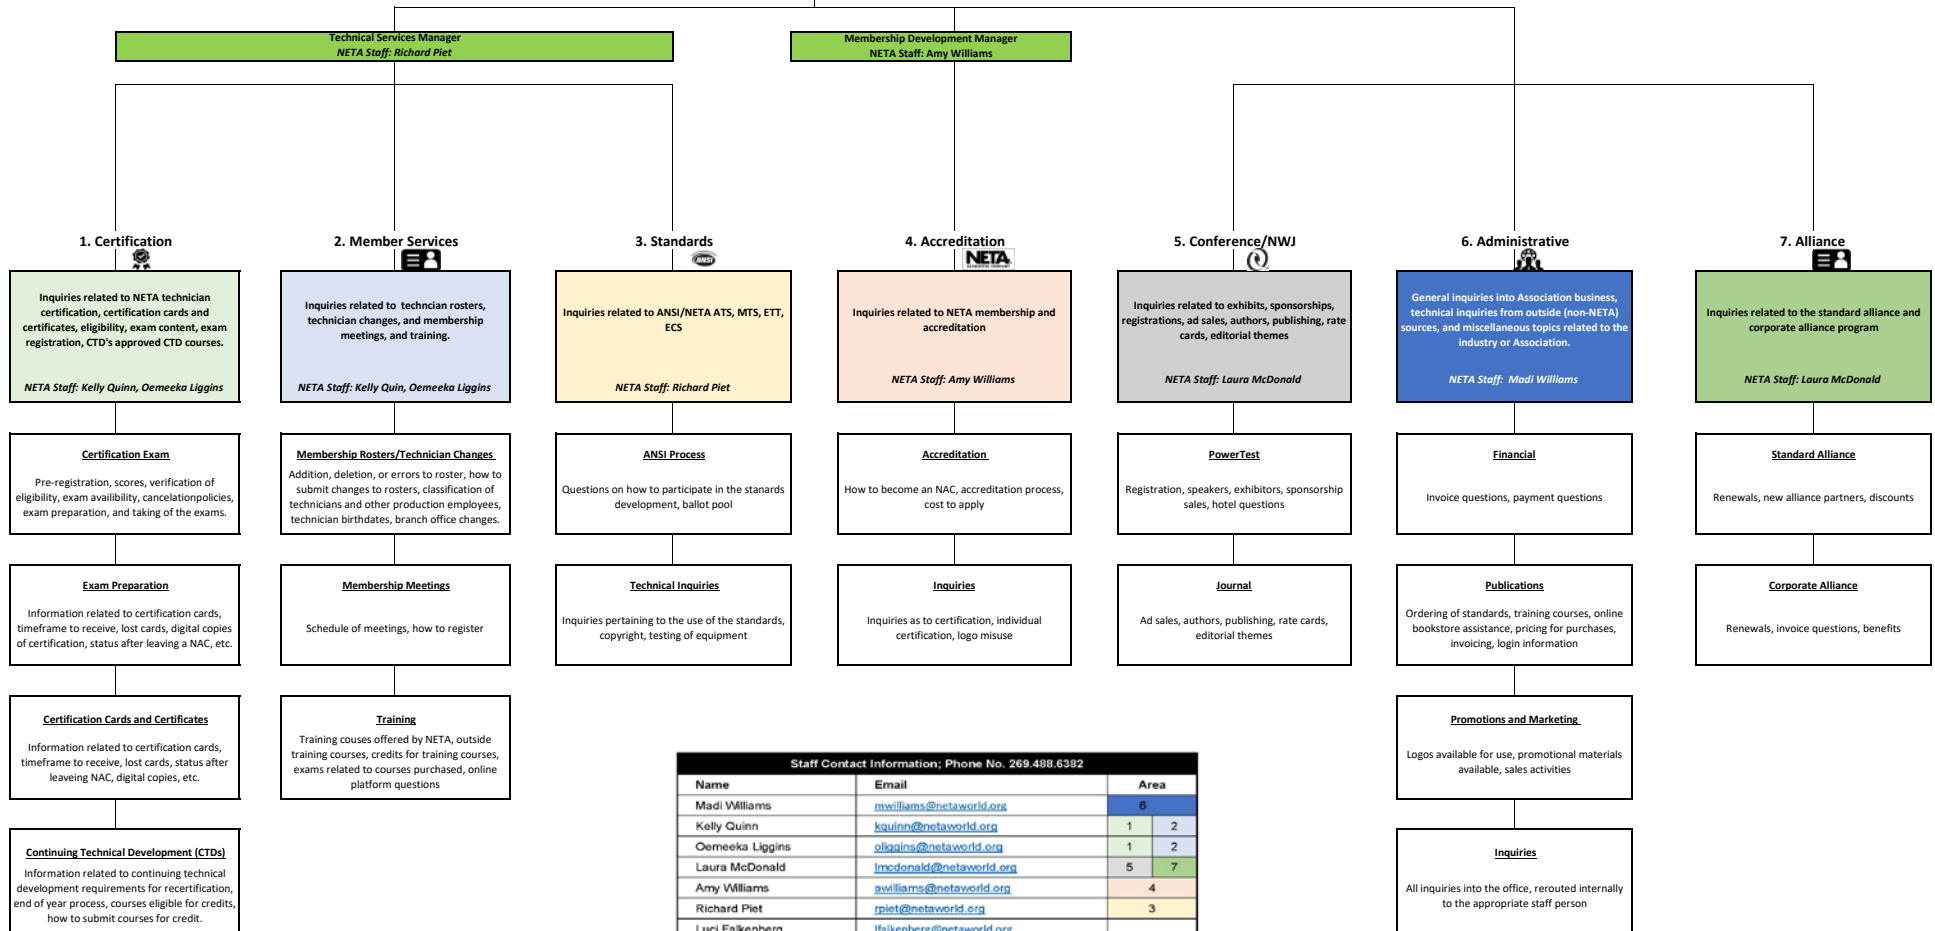 Technical Services Manager
NETA Staff: Richard Piet
Membership Development Manager
NETA Staff: Amy Williams
1. Certification
2. Member Services
3. Standards
4. Accreditation
5. Conference/NWJ
6. Administrative
7. Alliance
ANSI
NETA
Inquiries related to NETA technician
certification, certification cards and
certificates, eligibility, exam content, exam
registration, CTD's approved CTD courses.
NETA Staff: Kelly Quinn, Oemeeka Liggins
Inquiries related to techncian rosters,
technician changes, and membership
meetings, and training.
NETA Staff: Kelly Quin, Oemeeka Liggins
Inquiries related to ANSI/NETA ATS, MTS, ETT,
ECS
NETA Staff: Richard Piet
Inquiries related to NETA membership and
accreditation
NETA Staff: Amy Williams
Inquiries related to exhibits, sponsorships,
registrations, ad sales, authors, publishing, rate
cards, editorial themes
NETA Staff: Laura McDonald
General inquiries into Association business,
technical inquiries from outside (non-NETA)
sources, and miscellaneous topics related to the
industry or Association.
NETA Staff: Madi Williams
Inquiries related to the standard alliance and
corporate alliance program
NETA Staff: Laura McDonald
Certification Exam
Pre-registration, scores, verification of
eligibility, exam availibility, cancelationpolicies,
exam preparation, and taking of the exams.
Membership Rosters/Technician Changes
Addition, deletion, or errors to roster, how to
submit changes to rosters, classification of
technicians and other production employees,
technician birthdates, branch office changes.
ANSI Process
Questions on how to participate in the stanards
development, ballot pool
Accreditation
How to become an NAC, accreditation process,
cost to apply
PowerTest
Registration, speakers, exhibitors, sponsorship
sales, hotel questions
Financial
Invoice questions, payment questions
Standard Alliance
Renewals, new alliance partners, discounts
Exam Preparation
Information related to certification cards,
timeframe to receive, lost cards, digital copies
of certification, status after leaving a NAC, etc.
Membership Meetings
Schedule of meetings, how to register
Technical Inquiries
Inquiries pertaining to the use of the standards,
copyright, testing of equipment
Inquiries
Inquiries as to certification, individual
certification, logo misuse
Journal
Ad sales, authors, publishing, rate cards,
editorial themes
Publications
Ordering of standards, training courses, online
bookstore assistance, pricing for purchases,
invoicing, login information
Corporate Alliance
Renewals, invoice questions, benefits
Certification Cards and Certificates
Information related to certification cards,
timeframe to receive, lost cards, status after
leaveing NAC, digital copies, etc.
Training
Training couses offered by NETA, outside
training courses, credits for training courses,
exams related to courses purchased, online
platform questions
Promotions and Marketing
Logos available for use, promotional materials
available, sales activities
Continuing Technical Development (CTDs)
Information related to continuing technical
development requirements for recertification,
end of year process, courses eligible for credits,
how to submit courses for credit.
Inquiries
All inquiries into the office, rerouted internally
to the appropriate staff person
Staff Contact Information; Phone No. 269.488.6382
Name Email Area
Madi Williams mwilliams@netaworld.org 6
Kelly Quinn kquinn@netaworld.org 1 2
Oemeeka Liggins oliggins@netaworld.org 1 2
Laura McDonald lmcdonald@netaworld.org 5 7
Amy Williams awilliams@netaworld.org 4
Richard Piet rpiet@netaworld.org 3
Luci Falkenberg lfalkenberg@netaworld.org